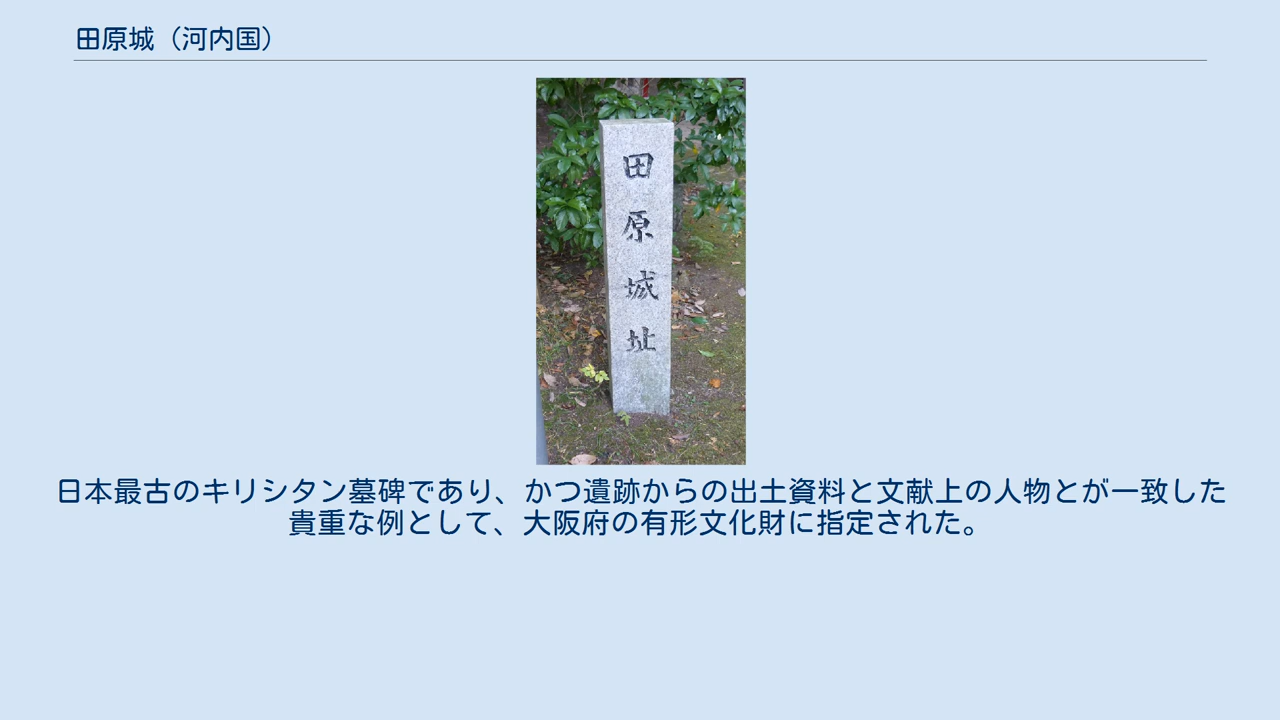 田原城（河内国）
田原城址
日本最古のキリシタン墓碑であり、かつ遺跡からの出土資料と文献上の人物とが一致した
貴重な例として、大阪府の有形文化財に指定された。